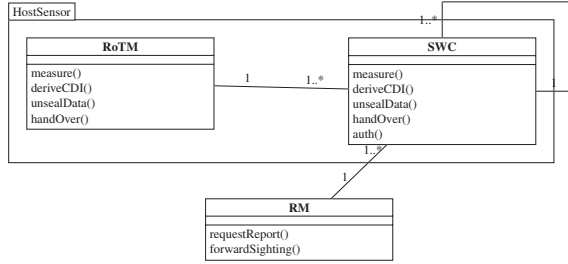 HostSensor
1..*
RoTM
SWC
measure()
deriveCDI()
unsealData()
handOver()
1
1..*
measure()
deriveCDI()
unsealData()
handOver()
auth()
1
1..*
1
RM
requestReport()
forwardSighting()